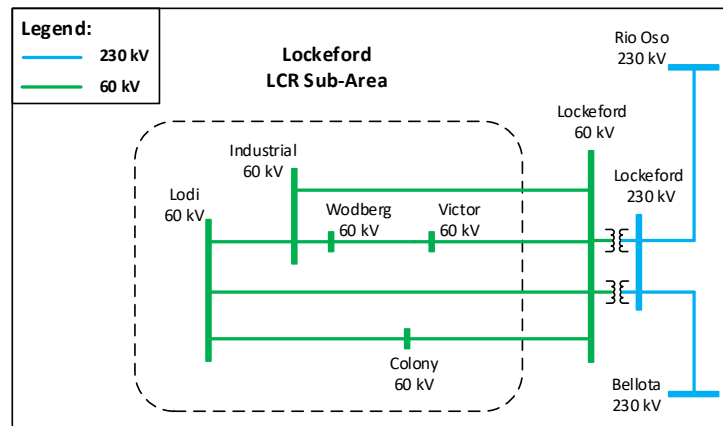 Legend:
230 kV
60 kV
Lockeford
LCR Sub-Area
Rio Oso
230 kV
Lockeford
60 kV
Lockeford
230 kV
Industrial
60 kV
Lodi
60 kV
Wodberg
60 kV
Victor
60 kV
Colony
60 kV
Bellota
230 kV